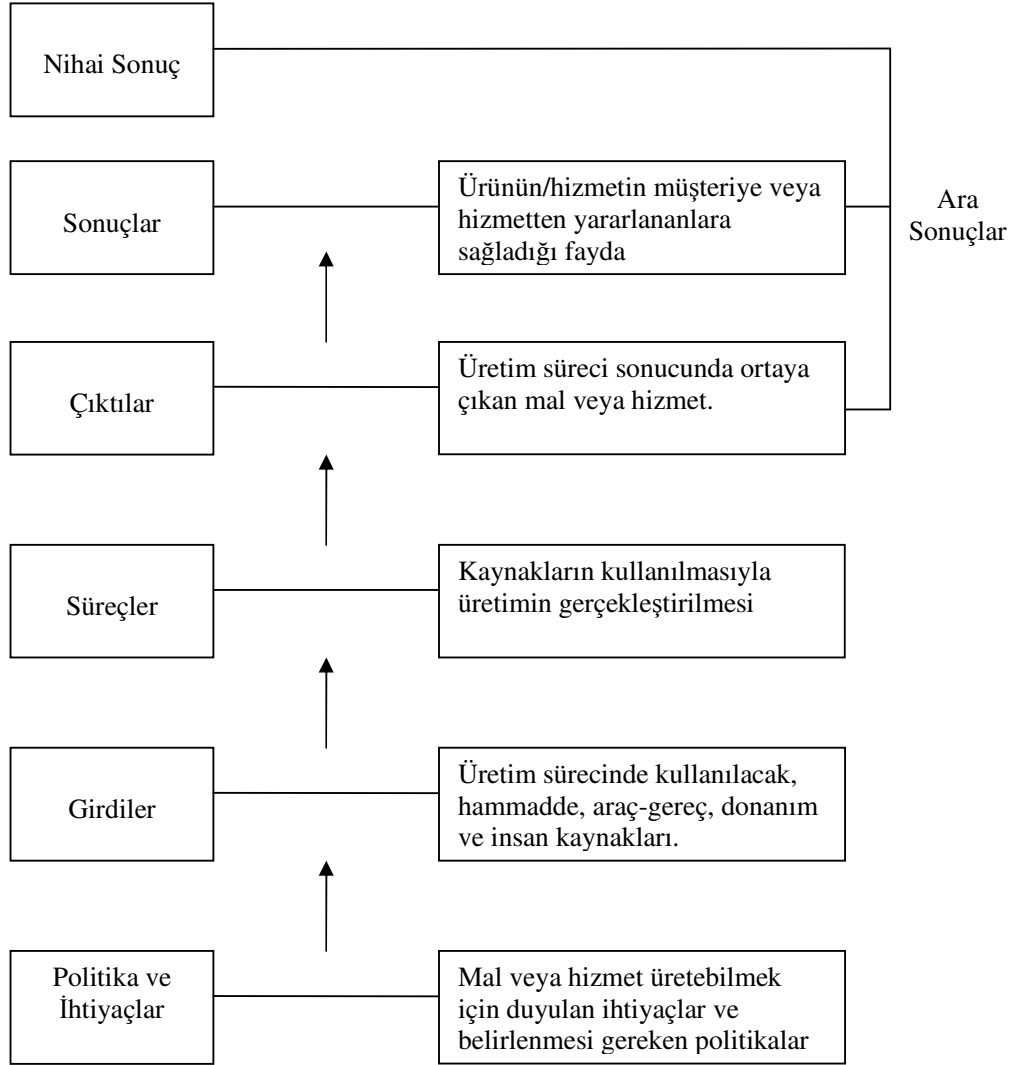 Nihai Sonuç
Sonuçlar
Ürünün/hizmetin müşteriye veya
hizmetten yararlananlara
sağladığı fayda
Ara
Sonuçlar
Çıktılar
Üretim süreci sonucunda ortaya
çıkan mal veya hizmet.
Süreçler
Kaynakların kullanılmasıyla
üretimin gerçekleştirilmesi
Girdiler
Üretim sürecinde kullanılacak,
hammadde, araç-gereç, donanım
ve insan kaynakları.
Politika ve
İhtiyaçlar
Mal veya hizmet üretebilmek
için duyulan ihtiyaçlar ve
belirlenmesi gereken politikalar